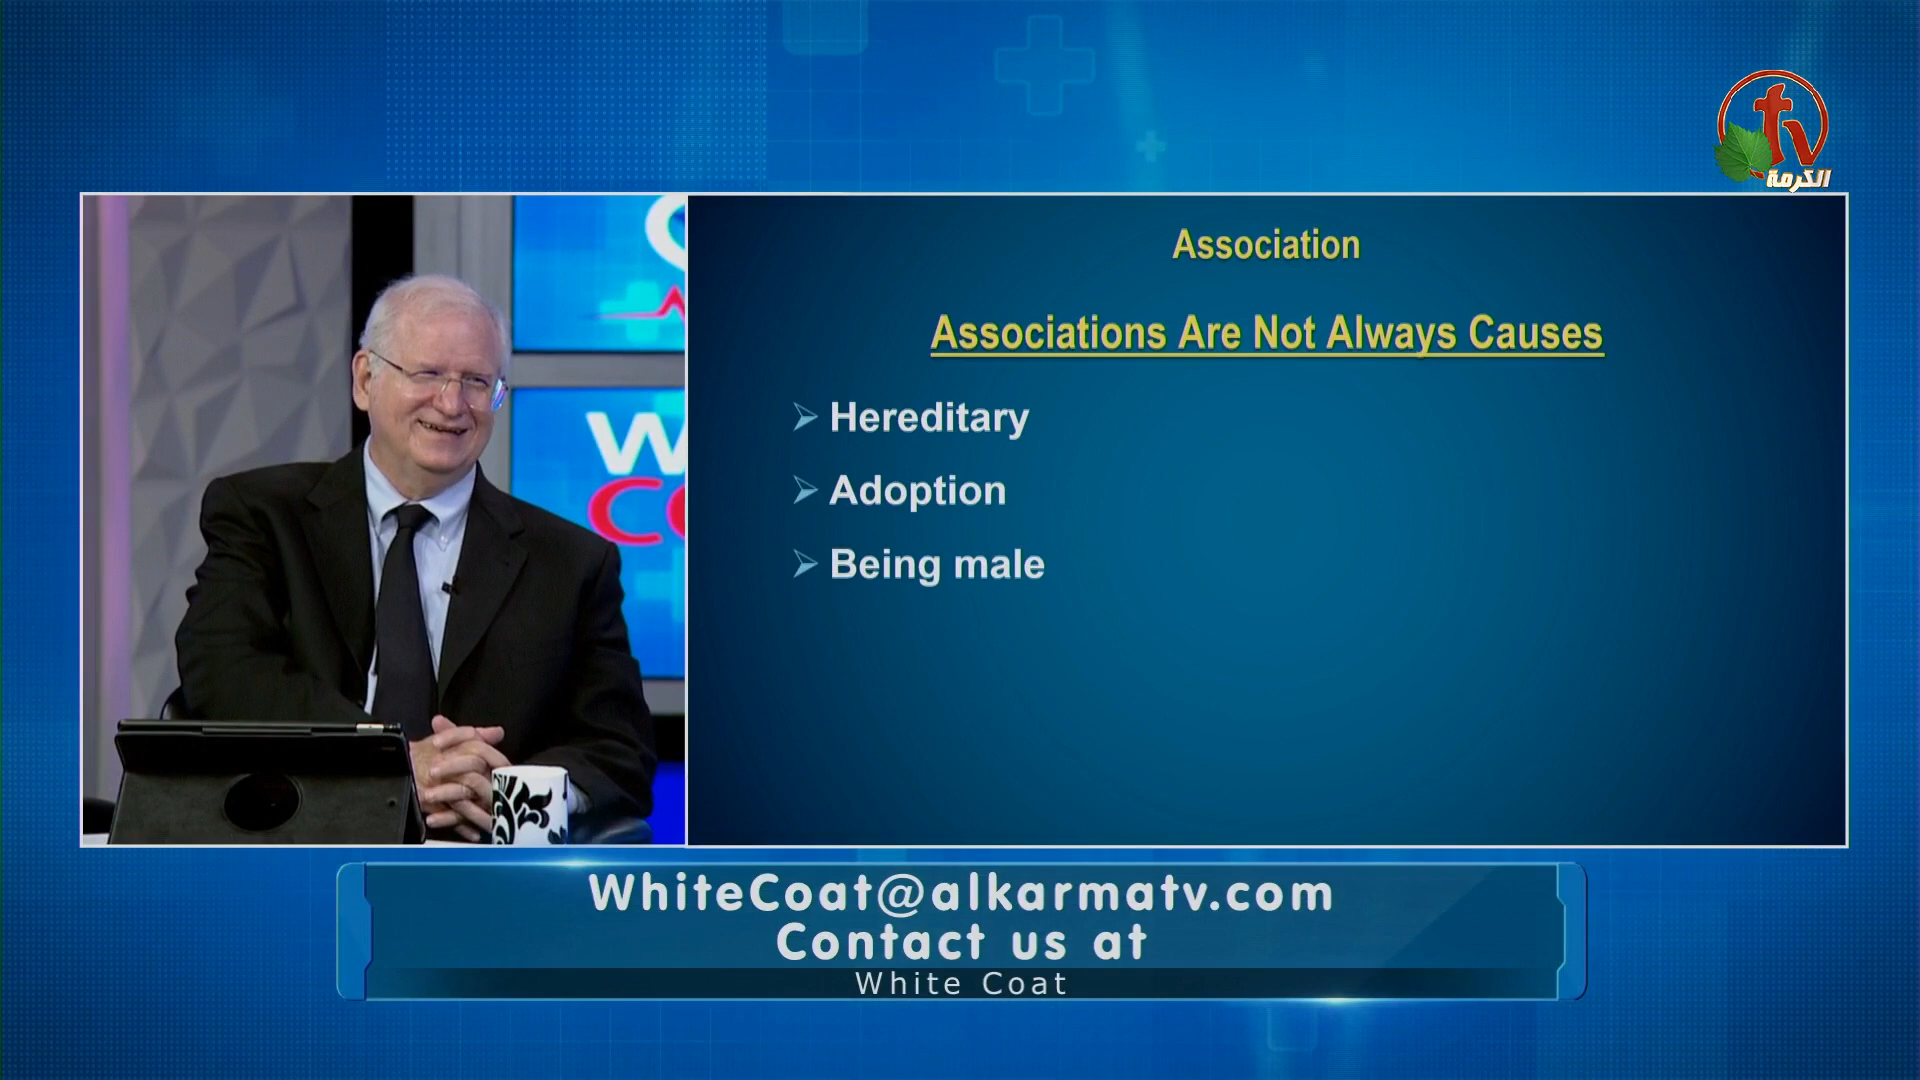 tv
الكرمة
W
CO
Association
Associations Are Not Always Causes
Hereditary
Adoption
Being male
WhiteCoat@alkarmatv.com
Contact us at
White Coat